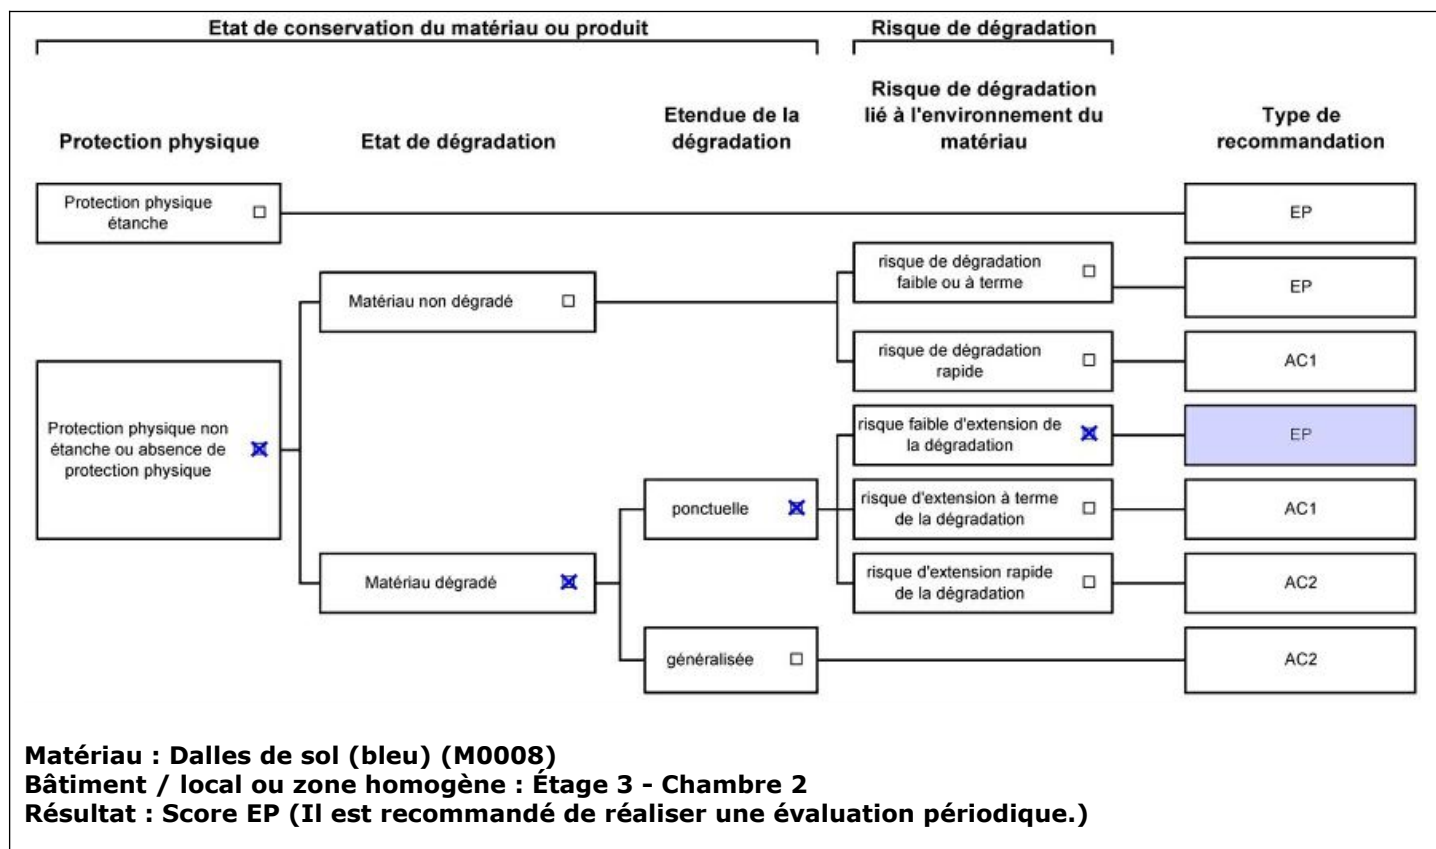 Etat de conservation du matériau ou produit
Risque de dégradation
Protection physique
Etat de dégradation
Etendue de la
dégradation
Risque de dégradation
lié à l'environnement du
matériau
Type de
recommandation
Protection physique
étanche
EP
Matériau non dégradé
risque de dégradation
faible ou à terme
EP
risque de dégradation
rapide
AC1
Protection physique non
étanche ou absence de
protection physique
risque faible d'extension de
la dégradation
EP
ponctuelle
risque d'extension à terme
de la dégradation
AC1
Matériau dégradé
risque d'extension rapide
de la dégradation
AC2
généralisée
AC2
Matériau : Dalles de sol (bleu) (M0008)
Bâtiment / local ou zone homogène : Étage 3 - Chambre 2
Résultat : Score EP (Il est recommandé de réaliser une évaluation périodique.)